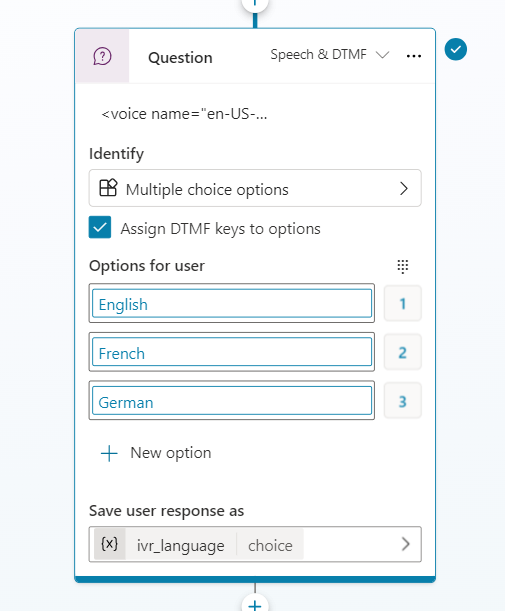 Question
Speech & DTMF
<voice name="en-US-...
Identify
Multiple choice options
Assign DTMF keys to options
Options for user
English 1
French 2
German 3
New option
Save user response as
{x} ivr_language choice